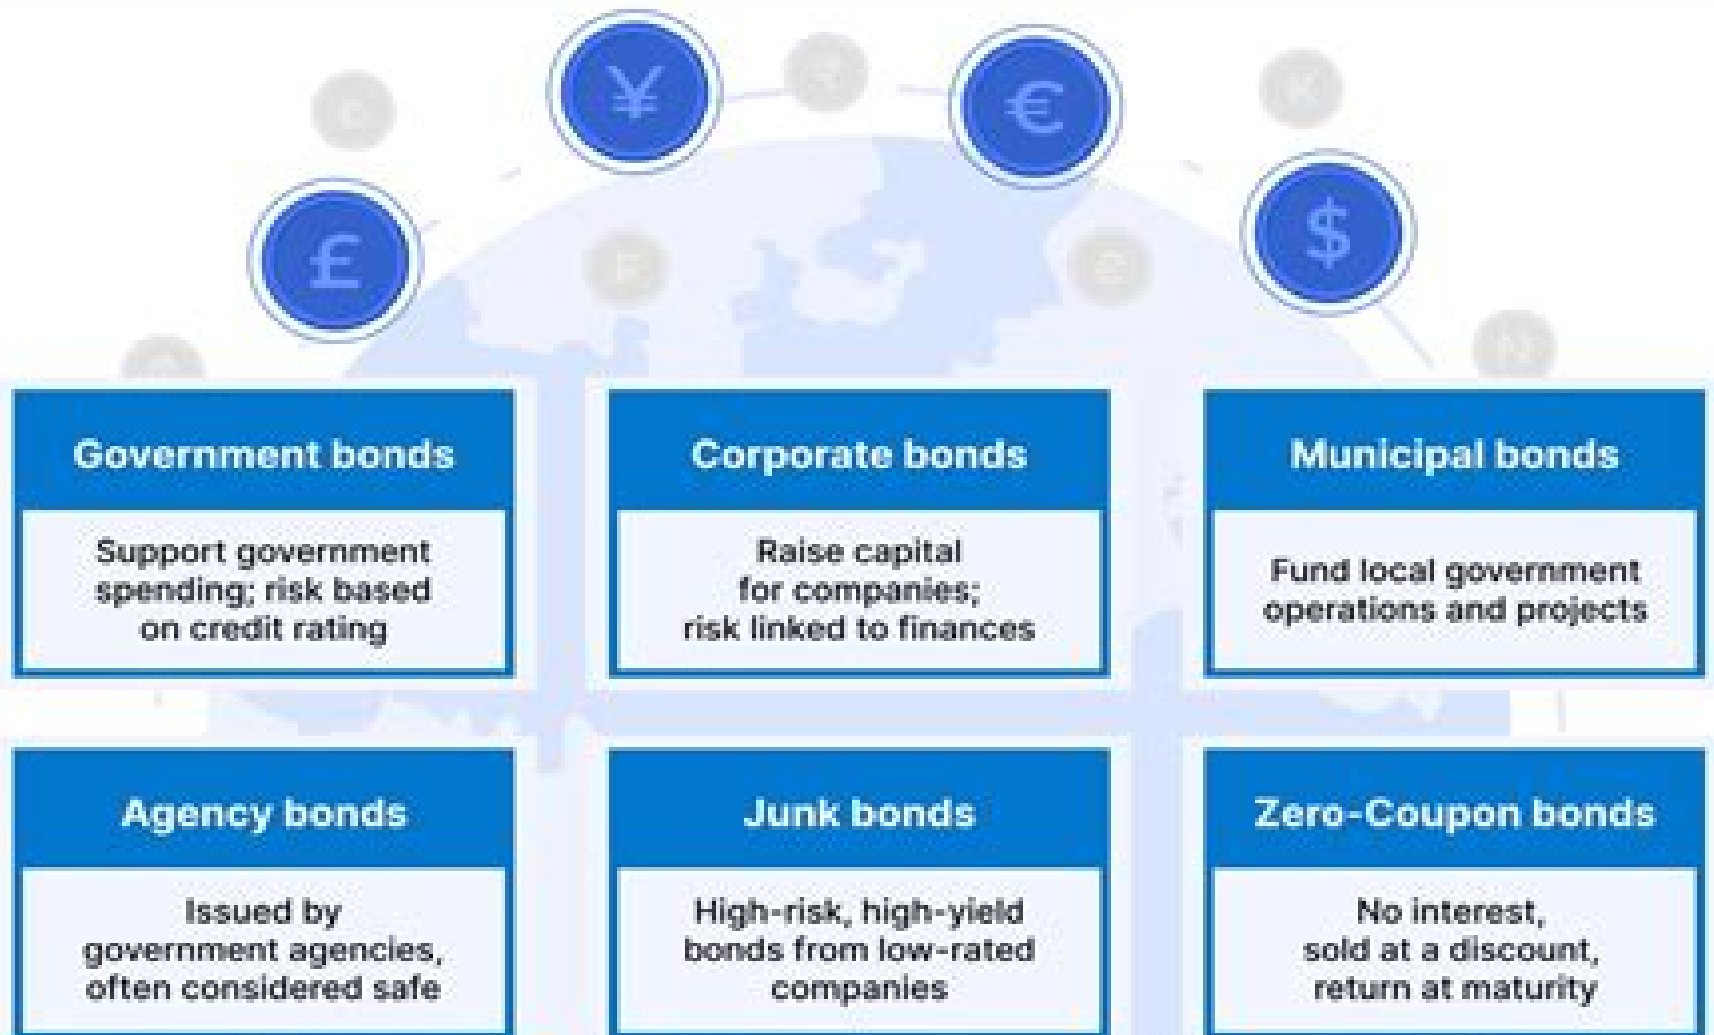 ¥
€
£
$
Government bonds
Support government
spending; risk based
on credit rating
Corporate bonds
Raise capital
for companies;
risk linked to finances
Municipal bonds
Fund local government
operations and projects
Agency bonds
Issued by
government agencies,
often considered safe
Junk bonds
High-risk, high-yield
bonds from low-rated
companies
Zero-Coupon bonds
No interest,
sold at a discount,
return at maturity